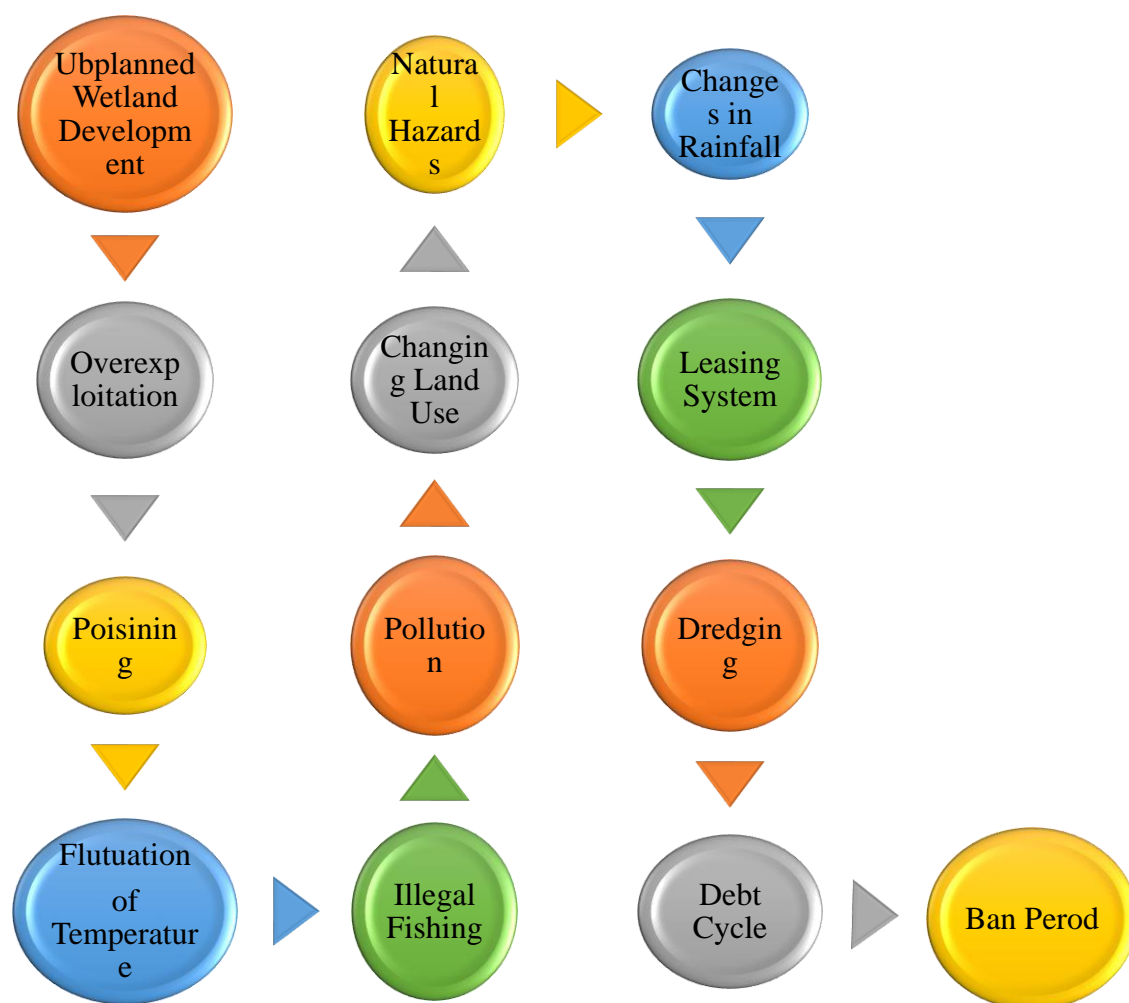 Ubplanned
Wetland
Developm
ent
Overexp
loitation
Poisinin
g
Flutuation
of
Temperatur
e
Illegal
Fishing
Pollutio
n
Changin
g Land
Use
Natura
l
Hazard
s
Change
s in
Rainfall
Leasing
System
Dredgin
g
Debt
Cycle
Ban Perod